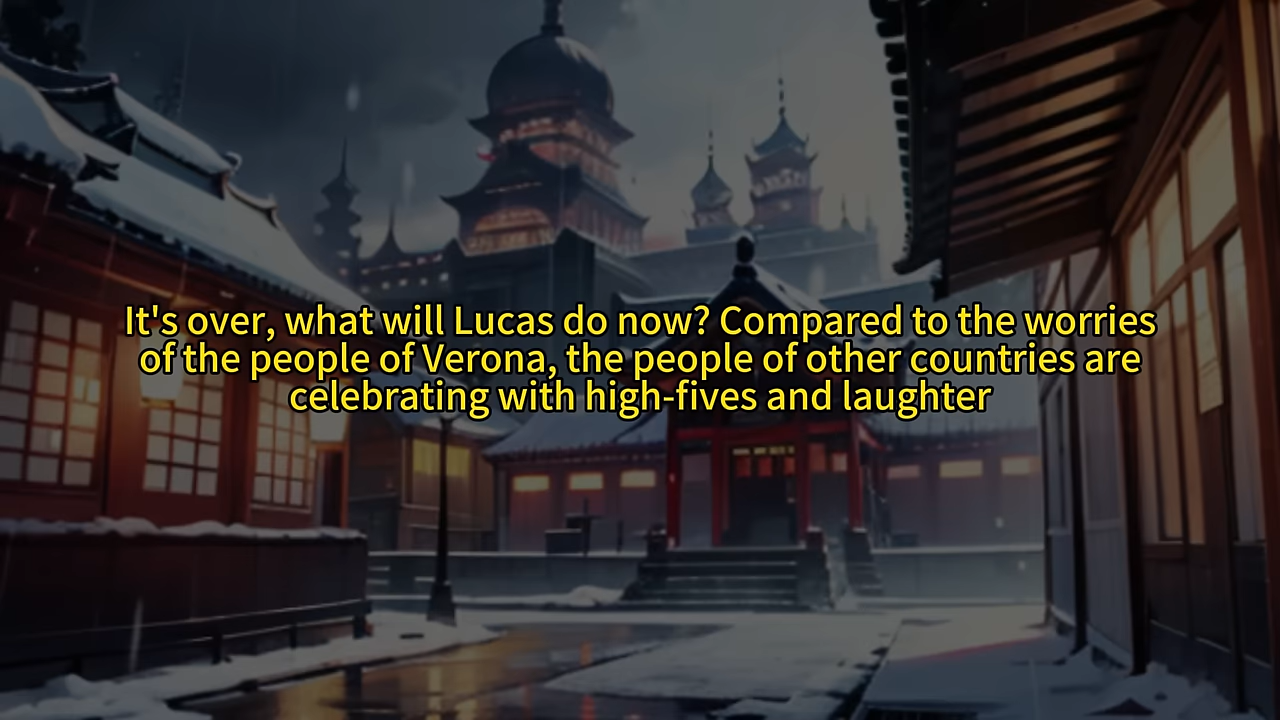 It's over, what will Lucas do now? Compared to the worries
of the people of Verona, the people of other countries are
celebrating with high-fives and laughter